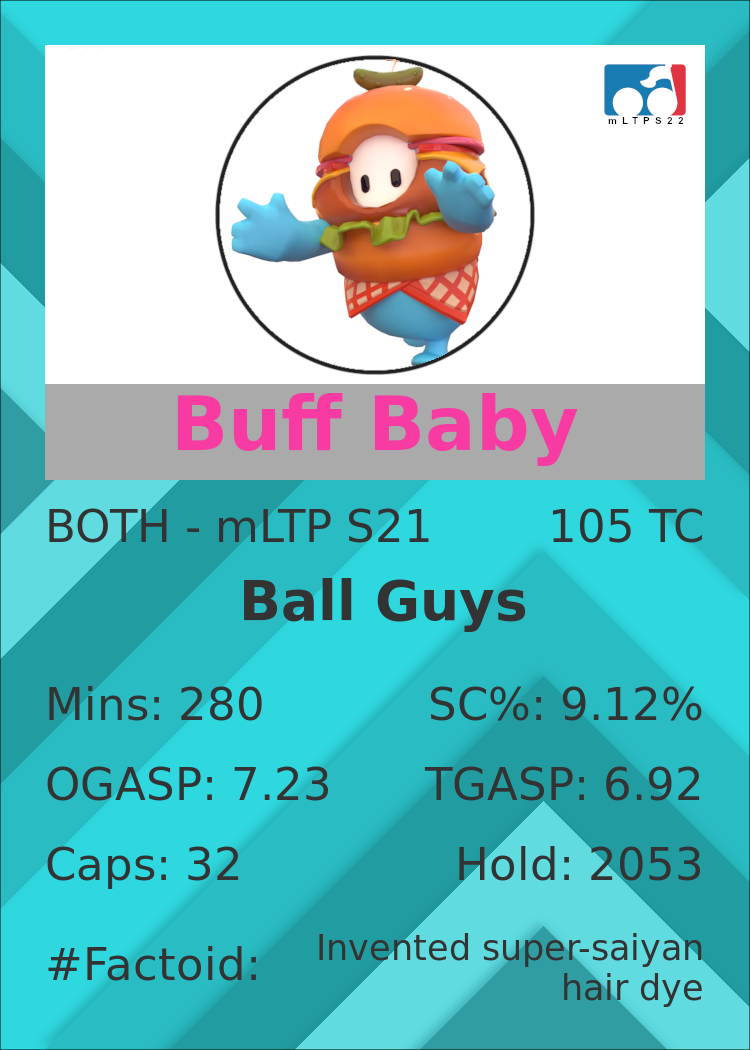 mLTPS22
Buff Baby
BOTH - mLTP S21 105 TC
Ball Guys
Mins: 280 SC%: 9.12%
OGASP: 7.23 TGASP: 6.92
Caps: 32 Hold: 2053
#Factoid: Invented super-saiyan
hair dye